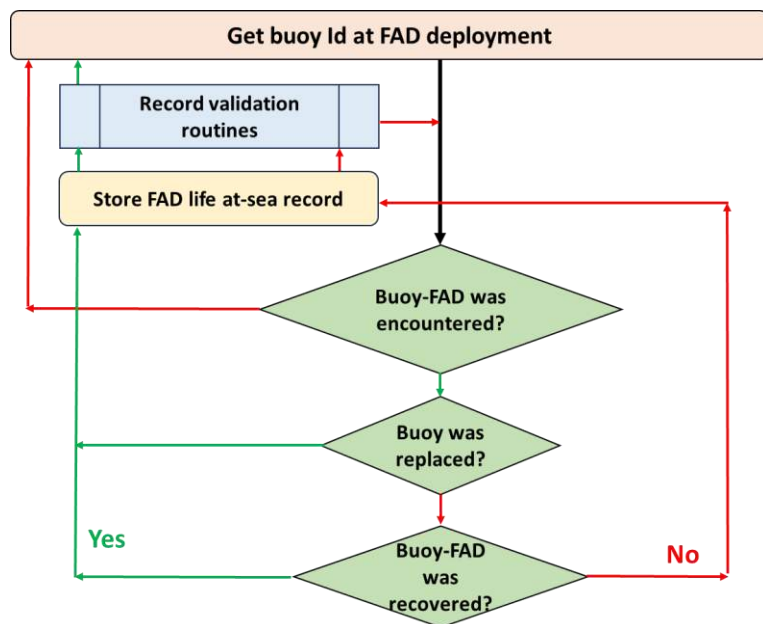 Get buoy Id at FAD deployment
Record validation
routines
Store FAD life at-sea record
Buoy-FAD was
encountered?
Buoy was
replaced?
Yes
No
Buoy-FAD
was
recovered?